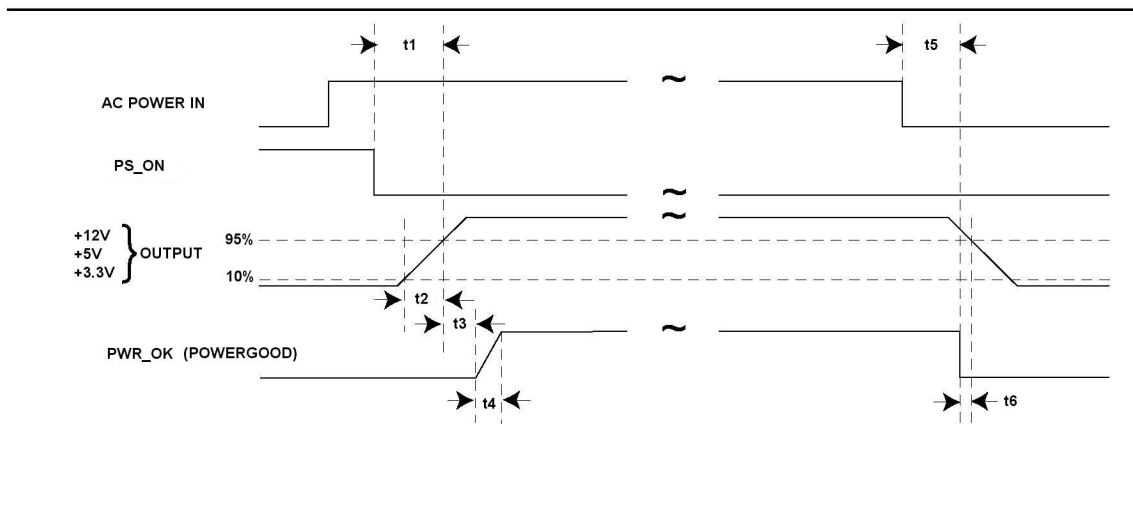 t1
t5
AC POWER IN
~
PS_ON
~
+12V
+5V
+3.3V
} OUTPUT
~
95%
10%
t2
t3
~
PWR_OK (POWERGOOD)
t4
t6